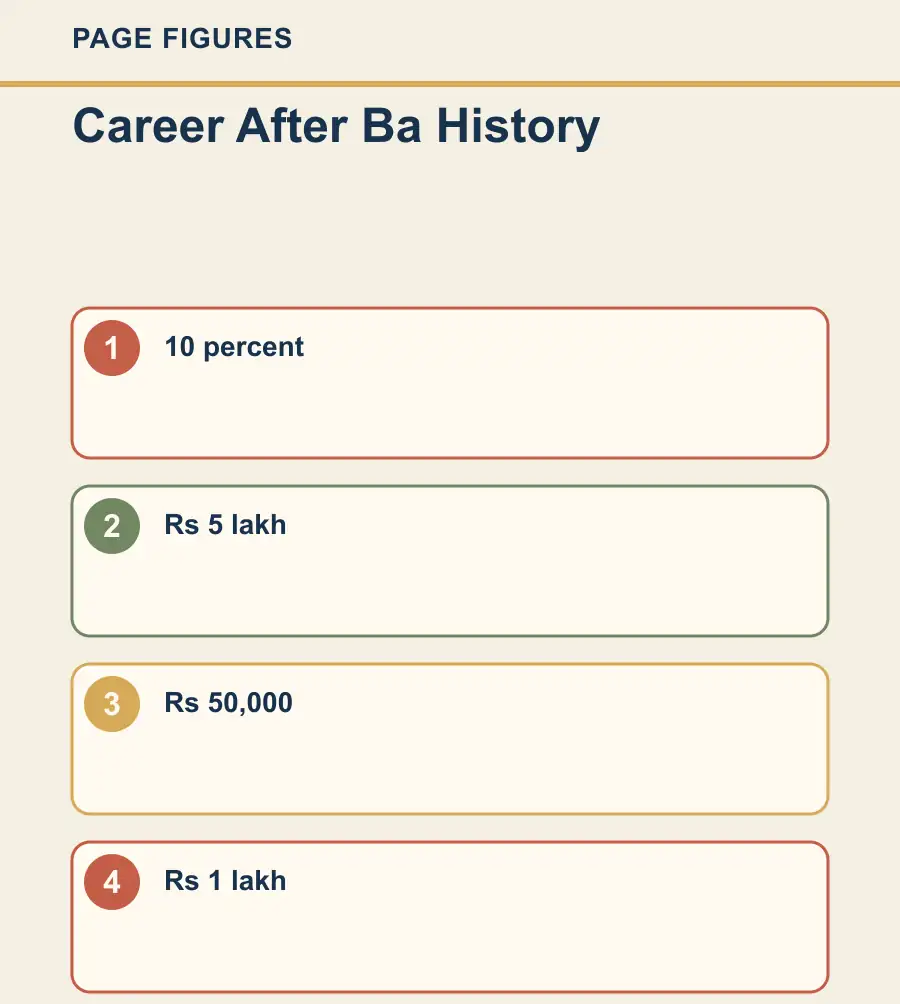 PAGE FIGURES
Career After Ba History
1
10 percent
2
Rs 5 lakh
3
Rs 50,000
4
Rs 1 lakh